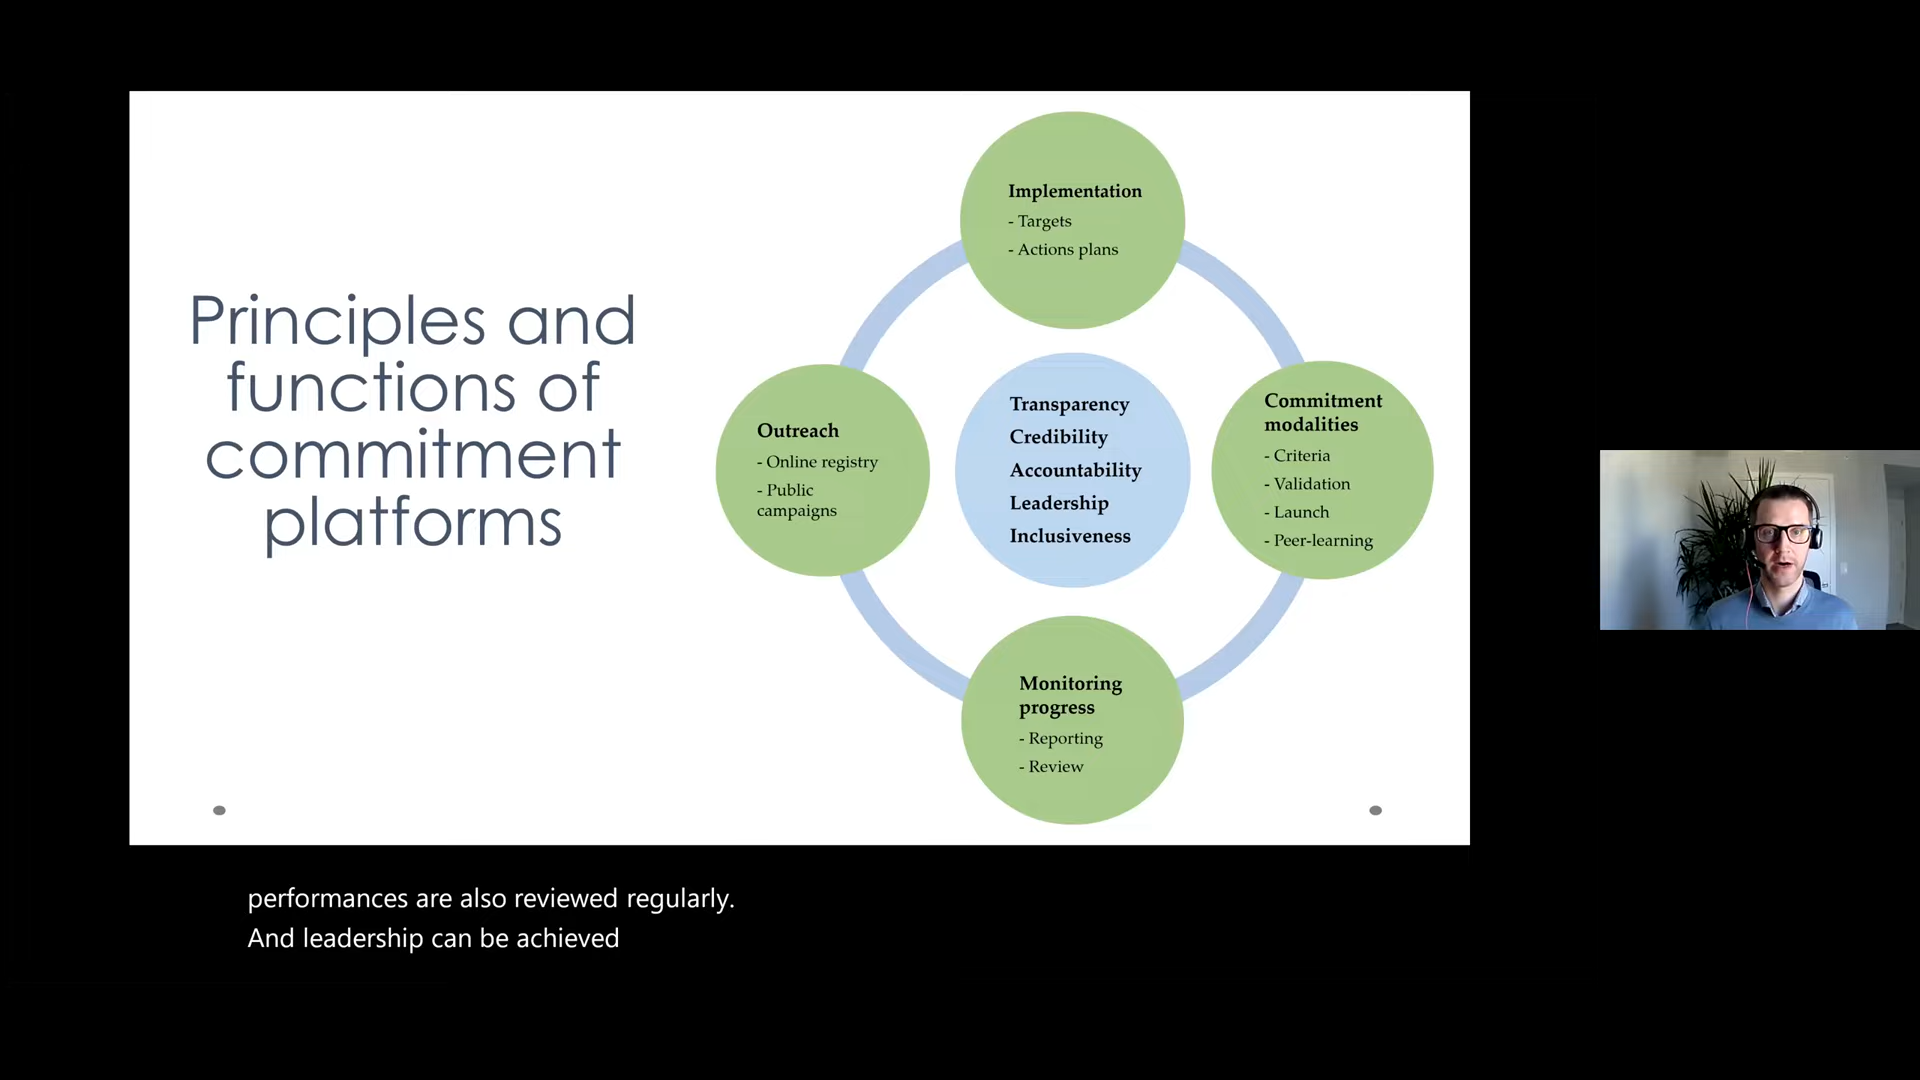 Principles and
functions of
commitment
platforms
Implementation
- Targets
- Actions plans
Outreach
- Online registry
- Public
campaigns
Transparency
Credibility
Accountability
Leadership
Inclusiveness
Commitment
modalities
- Criteria
- Validation
- Launch
- Peer-learning
Monitoring
progress
- Reporting
- Review
performances are also reviewed regularly.
And leadership can be achieved